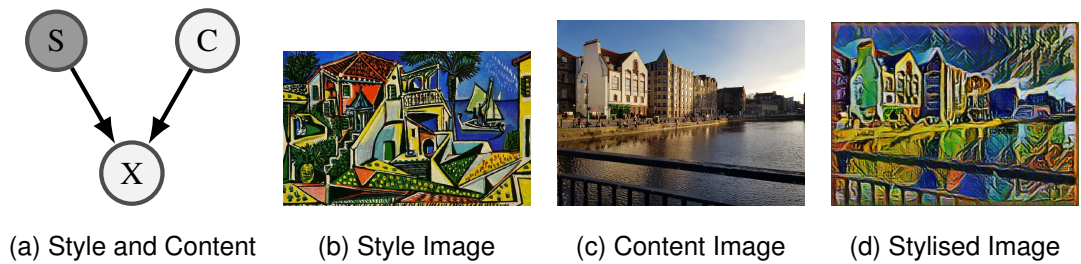 S
C
X
(a) Style and Content
(b) Style Image
(c) Content Image
(d) Stylised Image